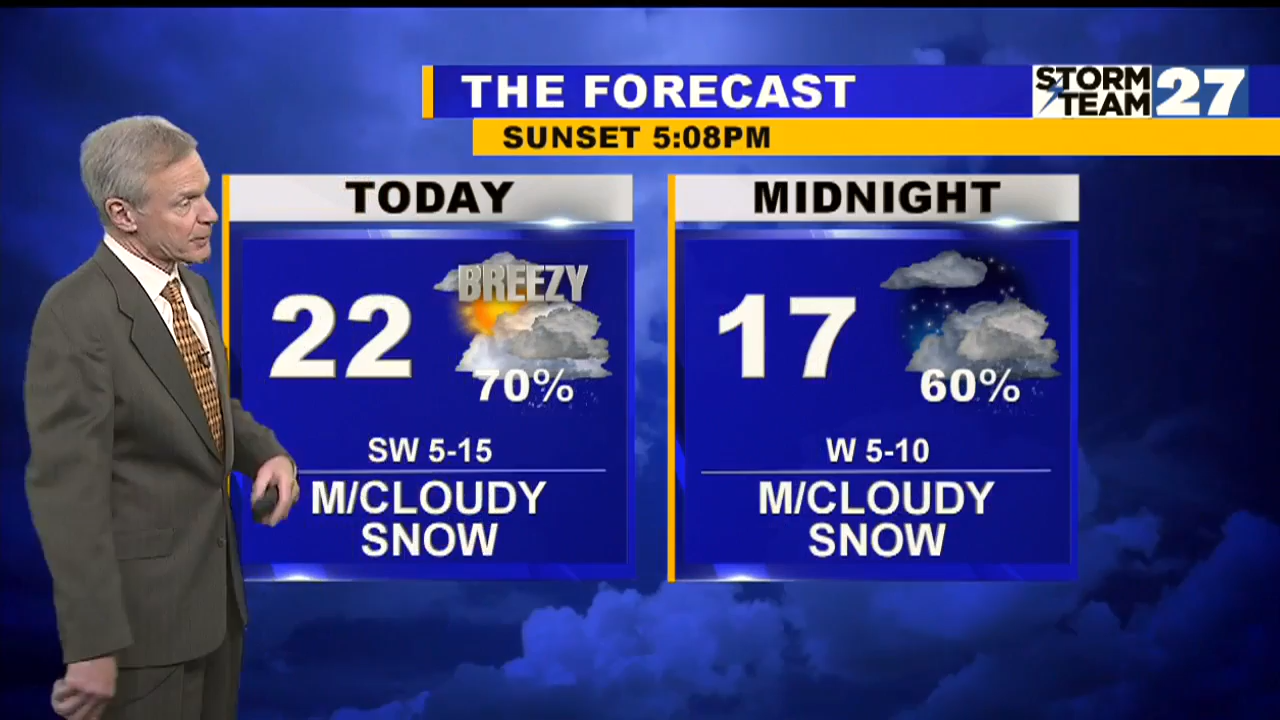 THE FORECAST
STORM TEAM 27
SUNSET 5:08PM
TODAY
22
BREEZY
70%
SW 5-15
M/CLOUDY
SNOW
MIDNIGHT
17
60%
W 5-10
M/CLOUDY
SNOW